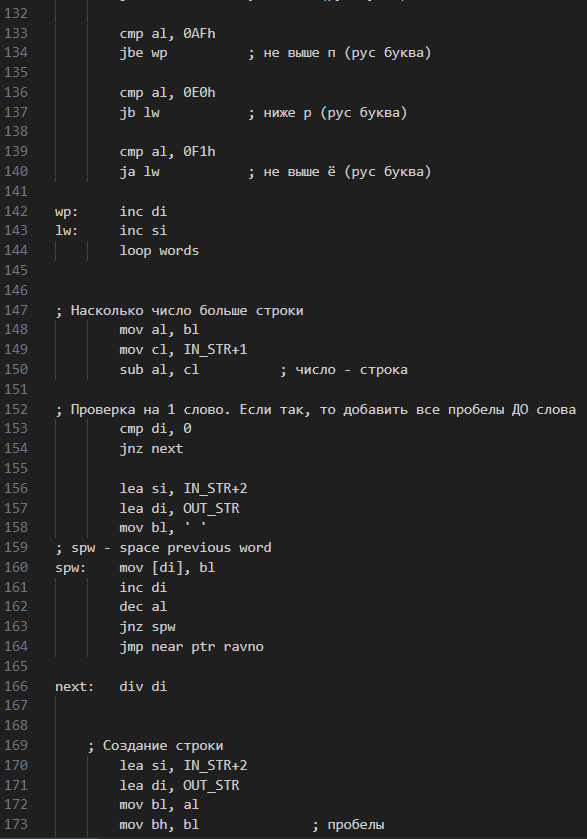 132
133 cmp al, 0AFh
134 jbe wp ; не выше п (рус буква)
135
136 cmp al, 0E0h
137 jb lw ; ниже р (рус буква)
138
139 cmp al, 0F1h
140 ja lw ; не выше ё (рус буква)
141
142 wp: inc di
143 lw: inc si
144 loop words
145
146
147 ; Насколько число больше строки
148 mov al, bl
149 mov cl, IN_STR+1
150 sub al, cl ; число - строка
151
152 ; Проверка на 1 слово. Если так, то добавить все пробелы ДО слова
153 cmp di, 0
154 jnz next
155
156 lea si, IN_STR+2
157 lea di, OUT_STR
158 mov bl, ' '
159 ; spw - space previous word
160 spw: mov [di], bl
161 inc di
162 dec al
163 jnz spw
164 jmp near ptr ravno
165
166 next: div di
167
168
169 ; Создание строки
170 lea si, IN_STR+2
171 lea di, OUT_STR
172 mov bl, al
173 mov bh, bl ; пробелы